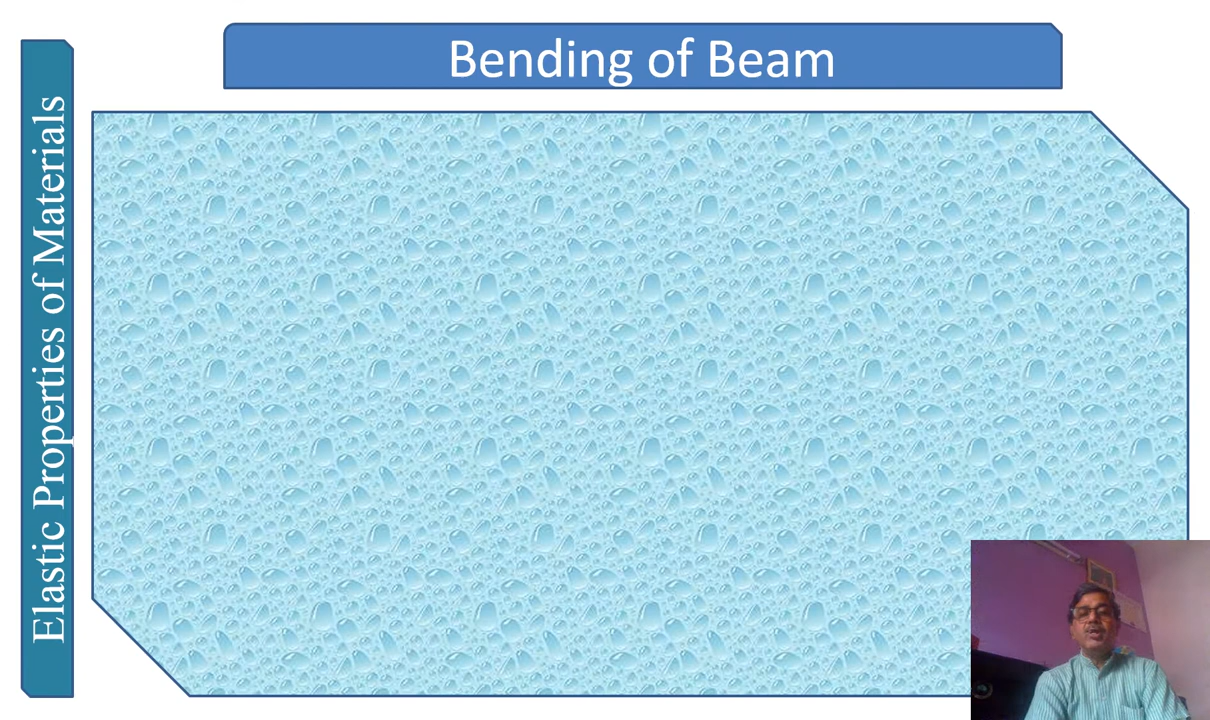 Bending of Beam
Elastic Properties of Materials